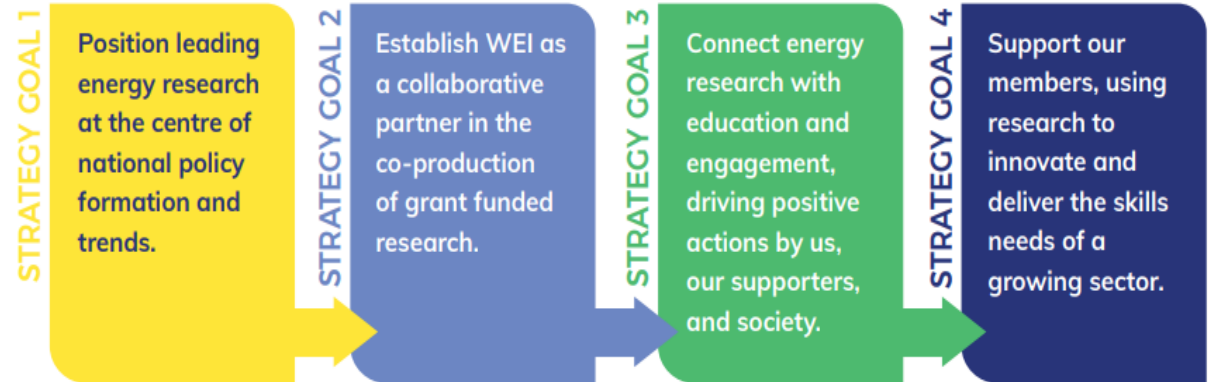 STRATEGY GOAL 1
Position leading
energy research
at the centre of
national policy
formation and
trends.
STRATEGY GOAL 2
Establish WEI as
a collaborative
partner in the
co-production
of grant funded
research.
STRATEGY GOAL 3
Connect energy
research with
education and
engagement,
driving positive
actions by us,
our supporters,
and society.
STRATEGY GOAL 4
Support our
members, using
research to
innovate and
deliver the skills
needs of a
growing sector.